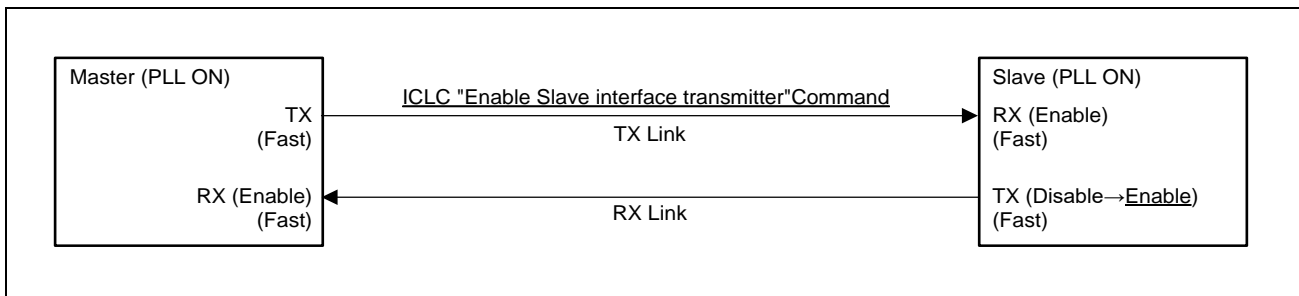 Master (PLL ON)
TX
(Fast)
RX (Enable)
(Fast)
ICLC "Enable Slave interface transmitter"Command
TX Link
RX Link
Slave (PLL ON)
RX (Enable)
(Fast)
TX (Disable→Enable)
(Fast)